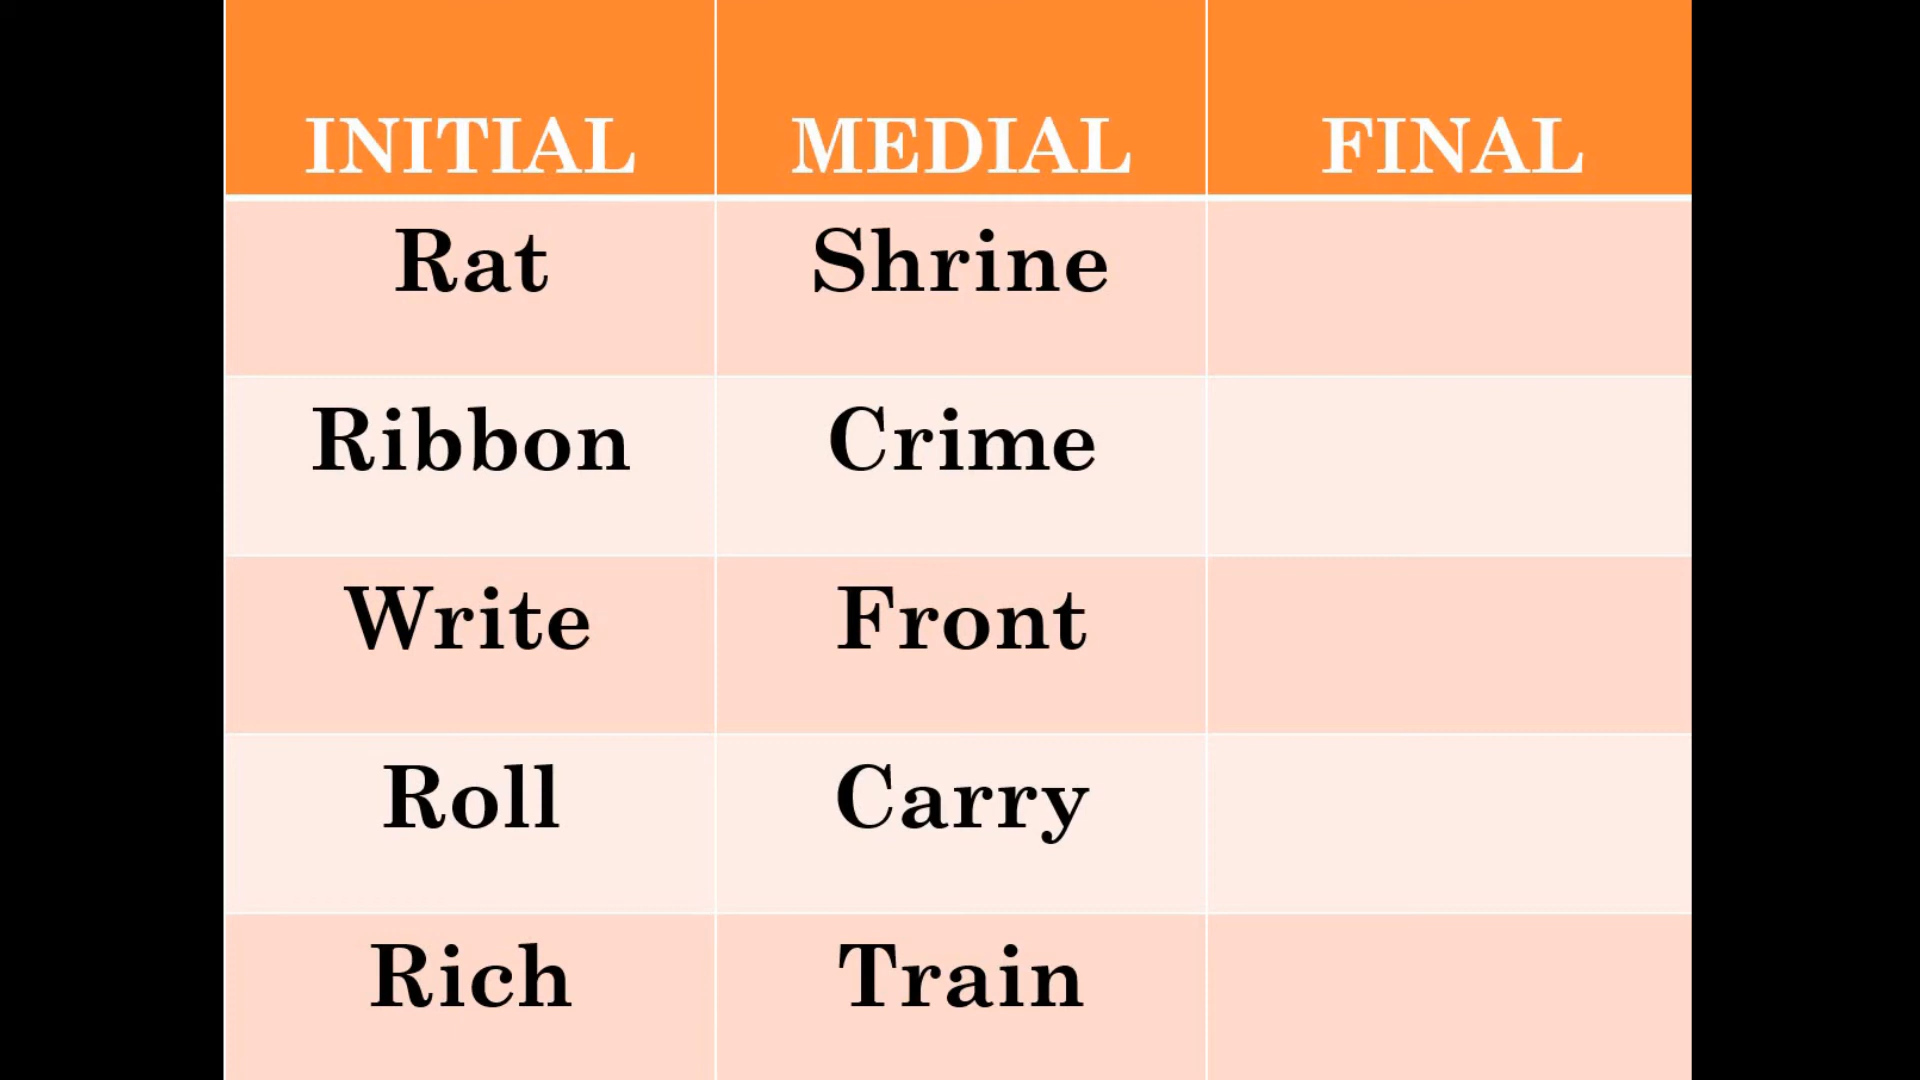 INITIAL MEDIAL FINAL
Rat Shrine
Ribbon Crime
Write Front
Roll Carry
Rich Train